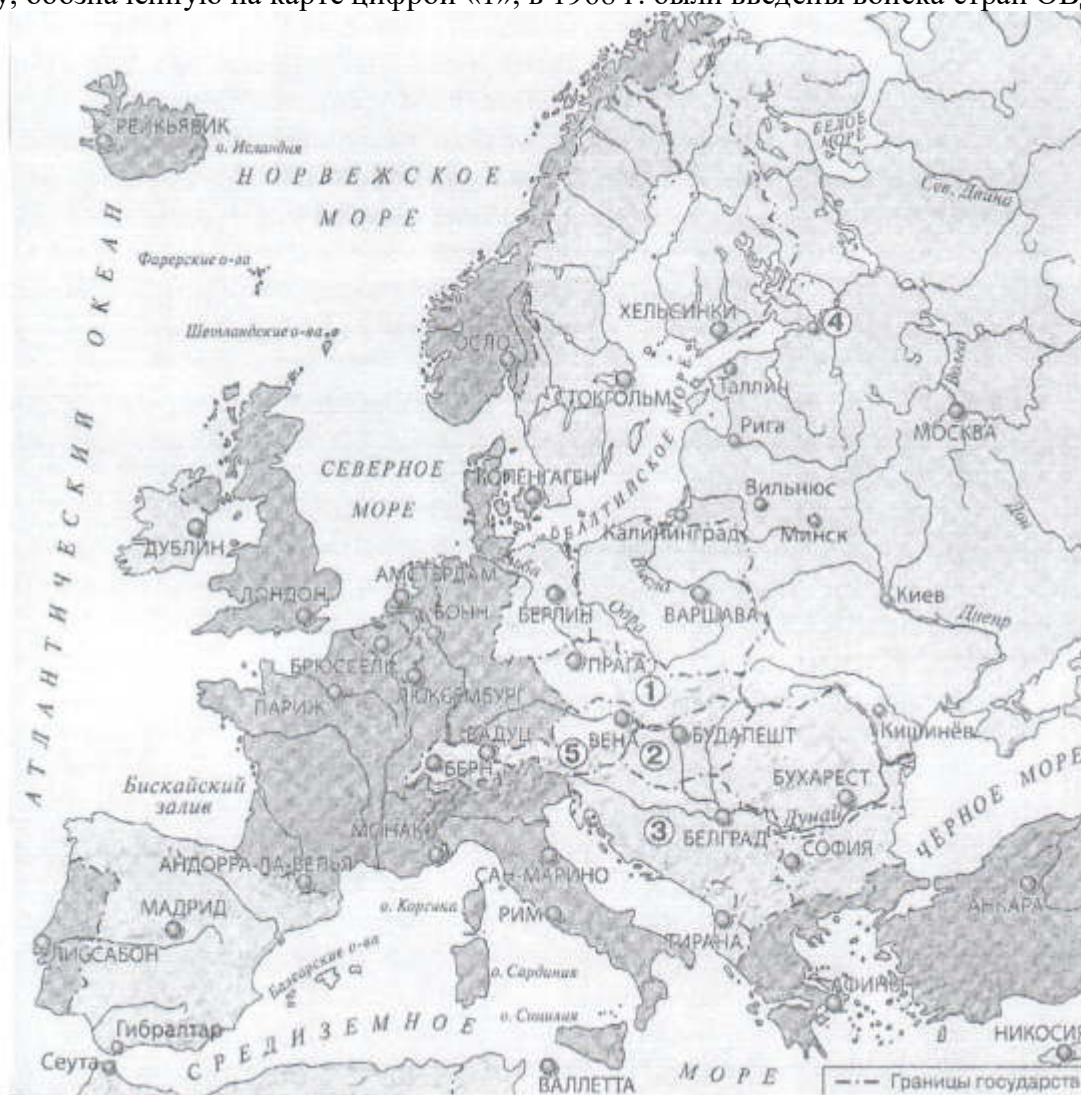 обозначенную на карте цифрой «1», в 1968 г. были введены войска стран
РЕЙКЬЯВИК
о. Исландия
НОРВЕЖСКОЕ
МОРЕ
БЕЛОЕ
МОРЕ
Сев. Двина
АТЛАНТИЧЕСКИЙ ОКЕАН
Фарерские о-ва
Шетландские о-ва
ОСЛО
ХЕЛЬСИНКИ
4
СТОКГОЛЬМ
Таллин
Волга
МОСКВА
Рига
СЕВЕРНОЕ
МОРЕ
КОПЕНГАГЕН
БАЛТИЙСКОЕ МОРЕ
Вильнюс
Калининград
Минск
Дон
ДУБЛИН
ЛОНДОН
АМСТЕРДАМ
БОНН
Эльба
БЕРЛИН
Одра
Висла
ВАРШАВА
Киев
Днепр
БРЮССЕЛЬ
ПРАГА
ПАРИЖ
ЛЮКСЕМБУРГ
1
ВАДУЦ
БЕРН
5
ВЕНА
2
БУДАПЕШТ
Кишинёв
Бискайский
залив
БУХАРЕСТ
Дунай
ЧЕРНОЕ МОРЕ
МОНАКО
3
БЕЛГРАД
СОФИЯ
АНДОРРА-ЛА-ВЕЛЬЯ
САН-МАРИНО
АНКАРА
МАДРИД
о. Корсика
РИМ
ТИРАНА
ЛИССАБОН
Балеарские о-ва
о. Сардиния
АФИНЫ
Гибралтар
о. Сицилия
НИКОСИЯ
Сеута
СРЕДИЗЕМНОЕ
МОРЕ
ВАЛЛЕТТА
Границы государств